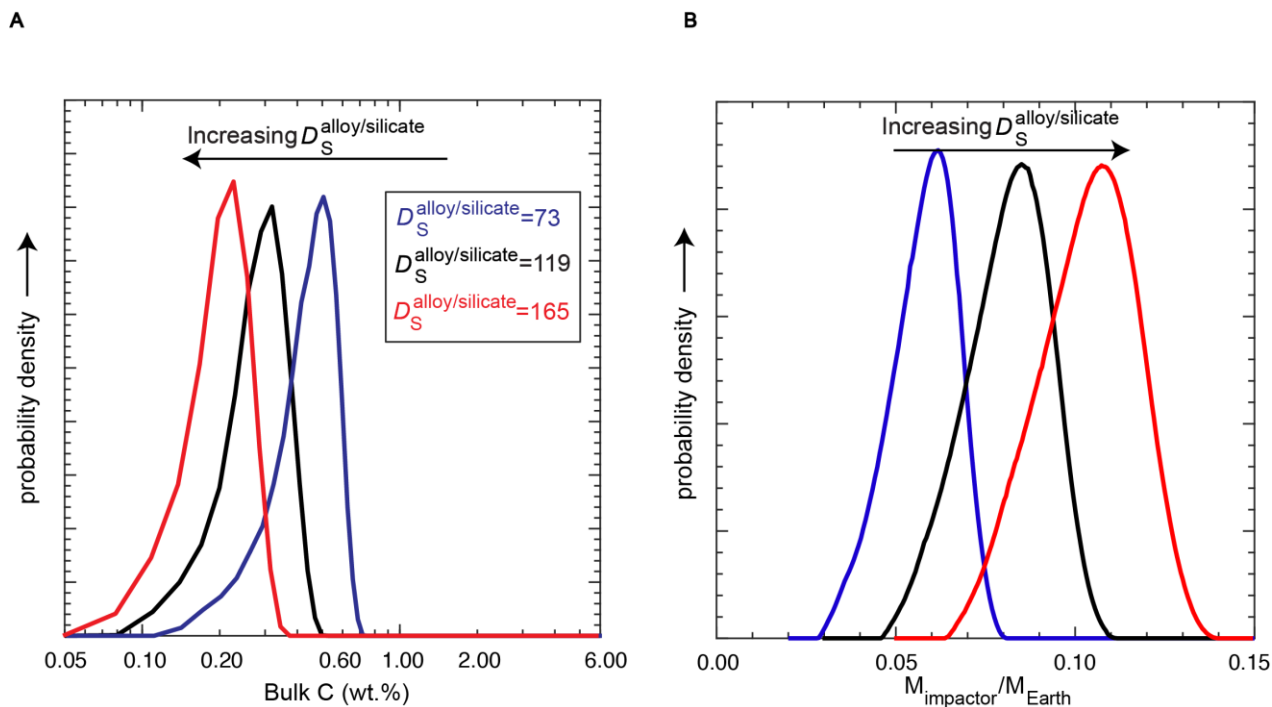 A
Increasing D_S^alloy/silicate
D_S^alloy/silicate=73
D_S^alloy/silicate=119
D_S^alloy/silicate=165
probability density
0.05 0.10 0.20 0.60 1.00 2.00 6.00
Bulk C (wt.%)
B
Increasing D_S^alloy/silicate
probability density
0.00 0.05 0.10 0.15
M_impactor/M_Earth